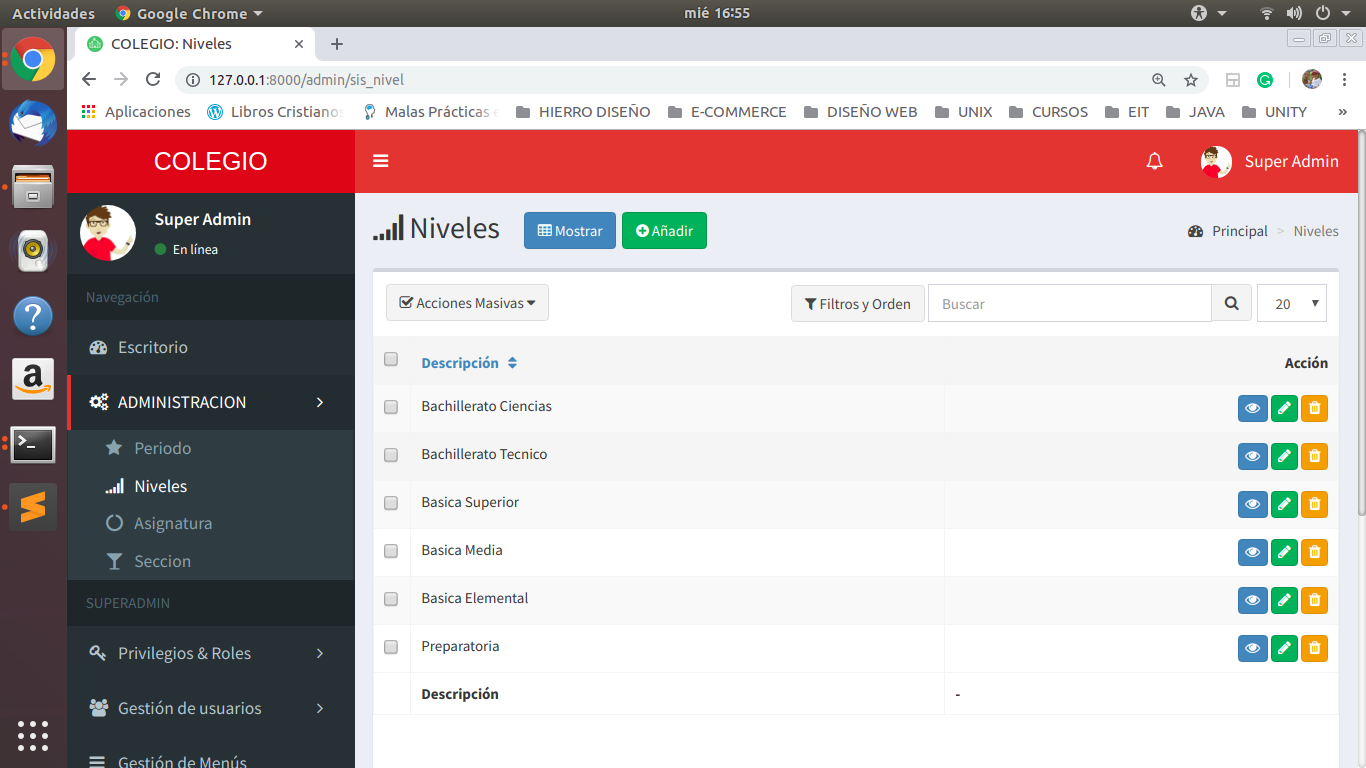 Actividades Google Chrome mié 16:55
COLEGIO: Niveles
127.0.0.1:8000/admin/sis_nivel
Aplicaciones Libros Cristianos Malas Prácticas e HIERRO DISEÑO E-COMMERCE DISEÑO WEB UNIX CURSOS EIT JAVA UNITY »
COLEGIO Super Admin
Super Admin
En línea
Navegación
Escritorio
ADMINISTRACION
Periodo
Niveles
Asignatura
Seccion
SUPERADMIN
Privilegios & Roles
Gestión de usuarios
Gestión de Menús
Niveles Mostrar Añadir Principal > Niveles
Acciones Masivas Filtros y Orden Buscar 20
Descripción Acción
Bachillerato Ciencias
Bachillerato Tecnico
Basica Superior
Basica Media
Basica Elemental
Preparatoria
Descripción -